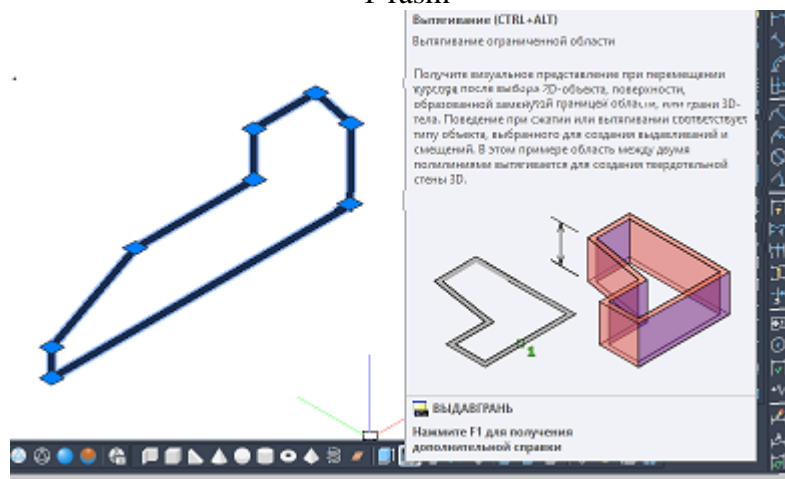 Вытягивание (CTRL+ALT)
Вытягивание ограниченной области
Получите визуальное представление при перемещении
курсора после выбора 2D-объекта, поверхности,
образованной замкнутой границей области, или грани 3D-
тела. Поведение при сжатии или вытягивании соответствует
типу объекта, выбранного для создания выдавливаний и
смещений. В этом примере область между двумя
полилиниями вытягивается для создания твердотельной
стены 3D.
1
ВЫДАВГРАНЬ
Нажмите F1 для получения
дополнительной справки